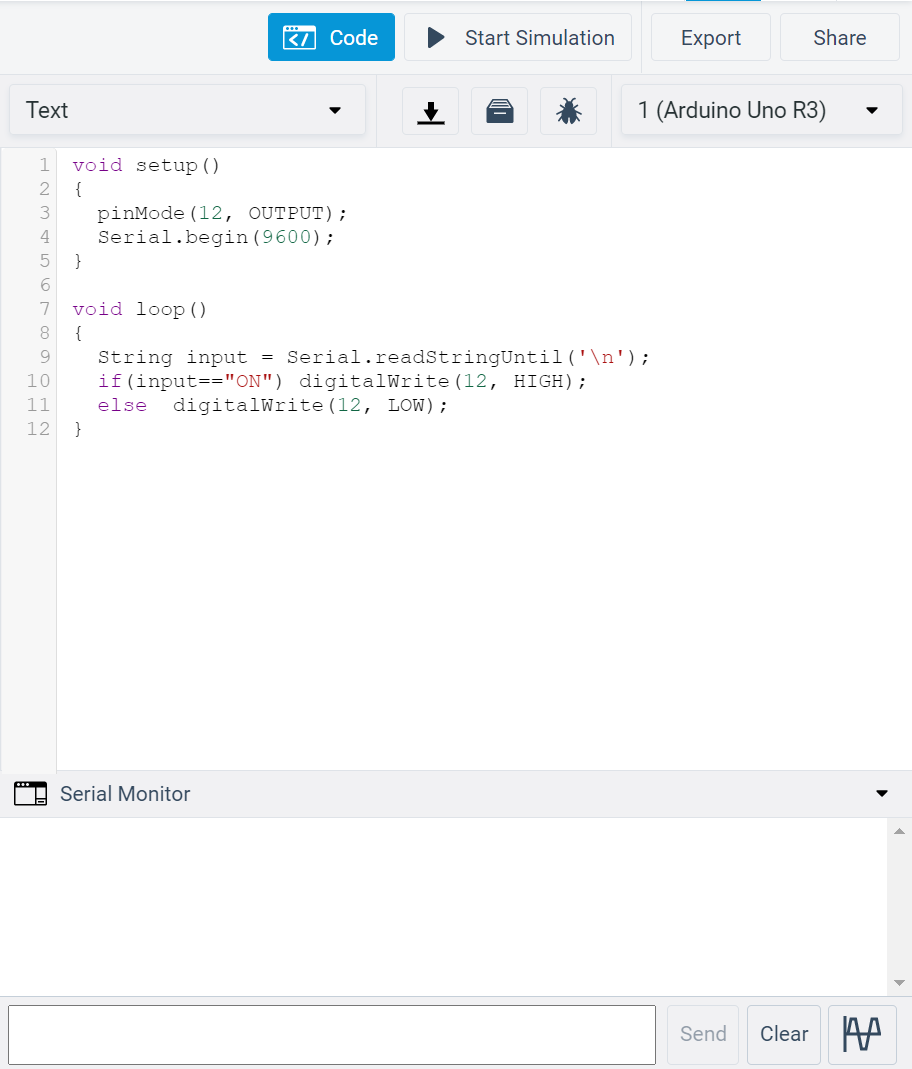 Code Start Simulation Export Share
Text 1 (Arduino Uno R3)
1 void setup()
2 {
3   pinMode(12, OUTPUT);
4   Serial.begin(9600);
5 }
6
7 void loop()
8 {
9   String input = Serial.readStringUntil('\n');
10   if(input=="ON") digitalWrite(12, HIGH);
11   else  digitalWrite(12, LOW);
12 }
Serial Monitor
Send Clear